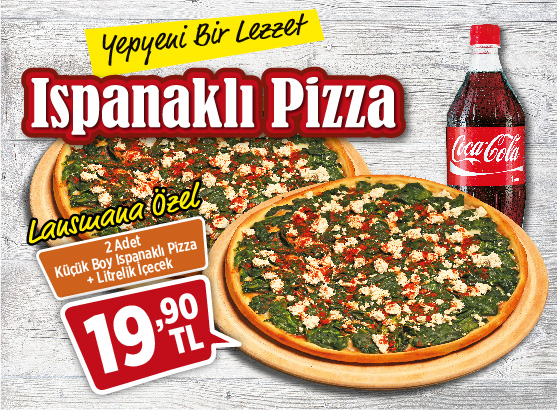 Yepyeni Bir Lezzet
Ispanaklı Pizza
Coca-Cola
Lansmana Özel
2 Adet
Küçük Boy Ispanaklı Pizza
+ Litrelik İçecek
19,90
TL